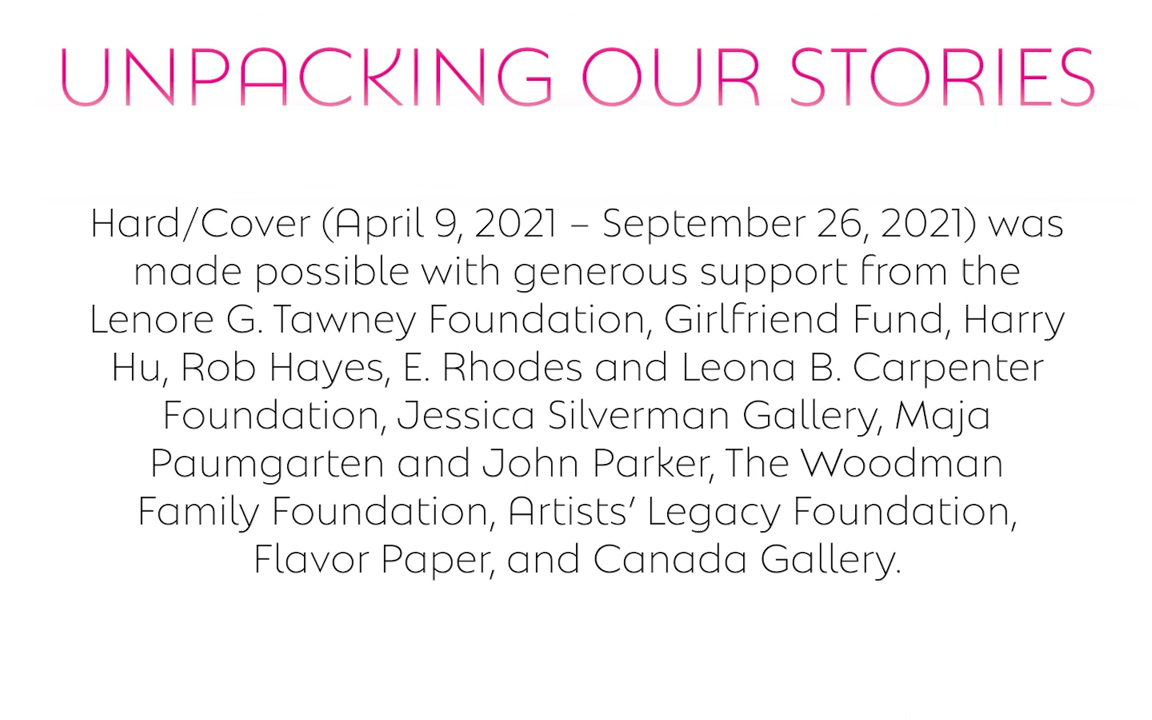 UNPACKING OUR STORIES
Hard/Cover (April 9, 2021 – September 26, 2021) was
made possible with generous support from the
Lenore G. Tawney Foundation, Girlfriend Fund, Harry
Hu, Rob Hayes, E. Rhodes and Leona B. Carpenter
Foundation, Jessica Silverman Gallery, Maja
Paumgarten and John Parker, The Woodman
Family Foundation, Artists’ Legacy Foundation,
Flavor Paper, and Canada Gallery.